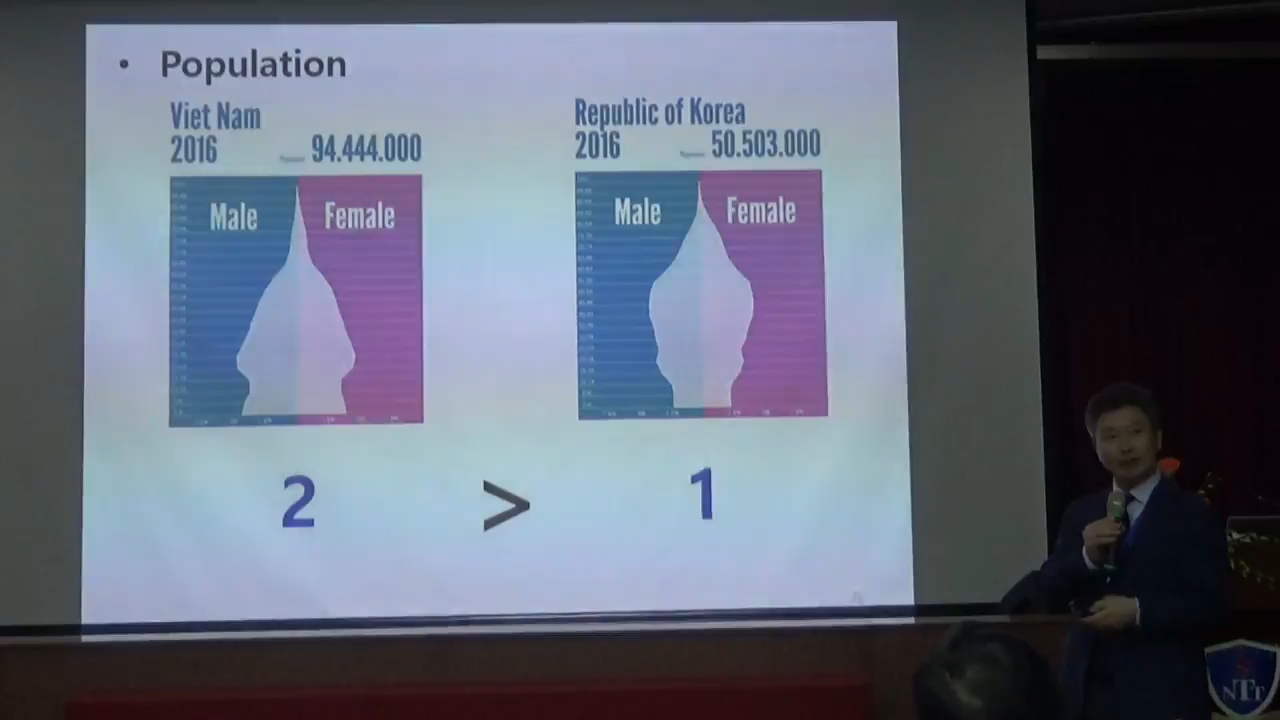 • Population
Viet Nam
2016 94.444.000
Male Female
Republic of Korea
2016 50.503.000
Male Female
2 > 1
NTT